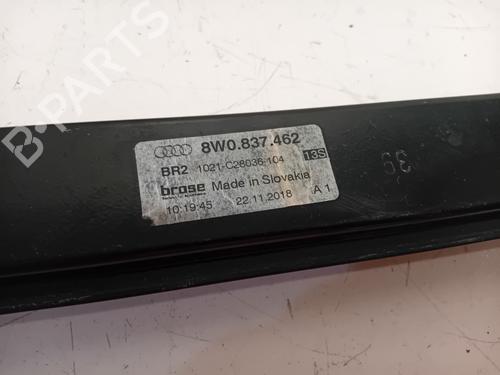 B-PARTS
8W0.837.462
BR2 1021-C28036-104 13S
brose Made in Slovakia
10:19:45 22.11.2018 A1
39